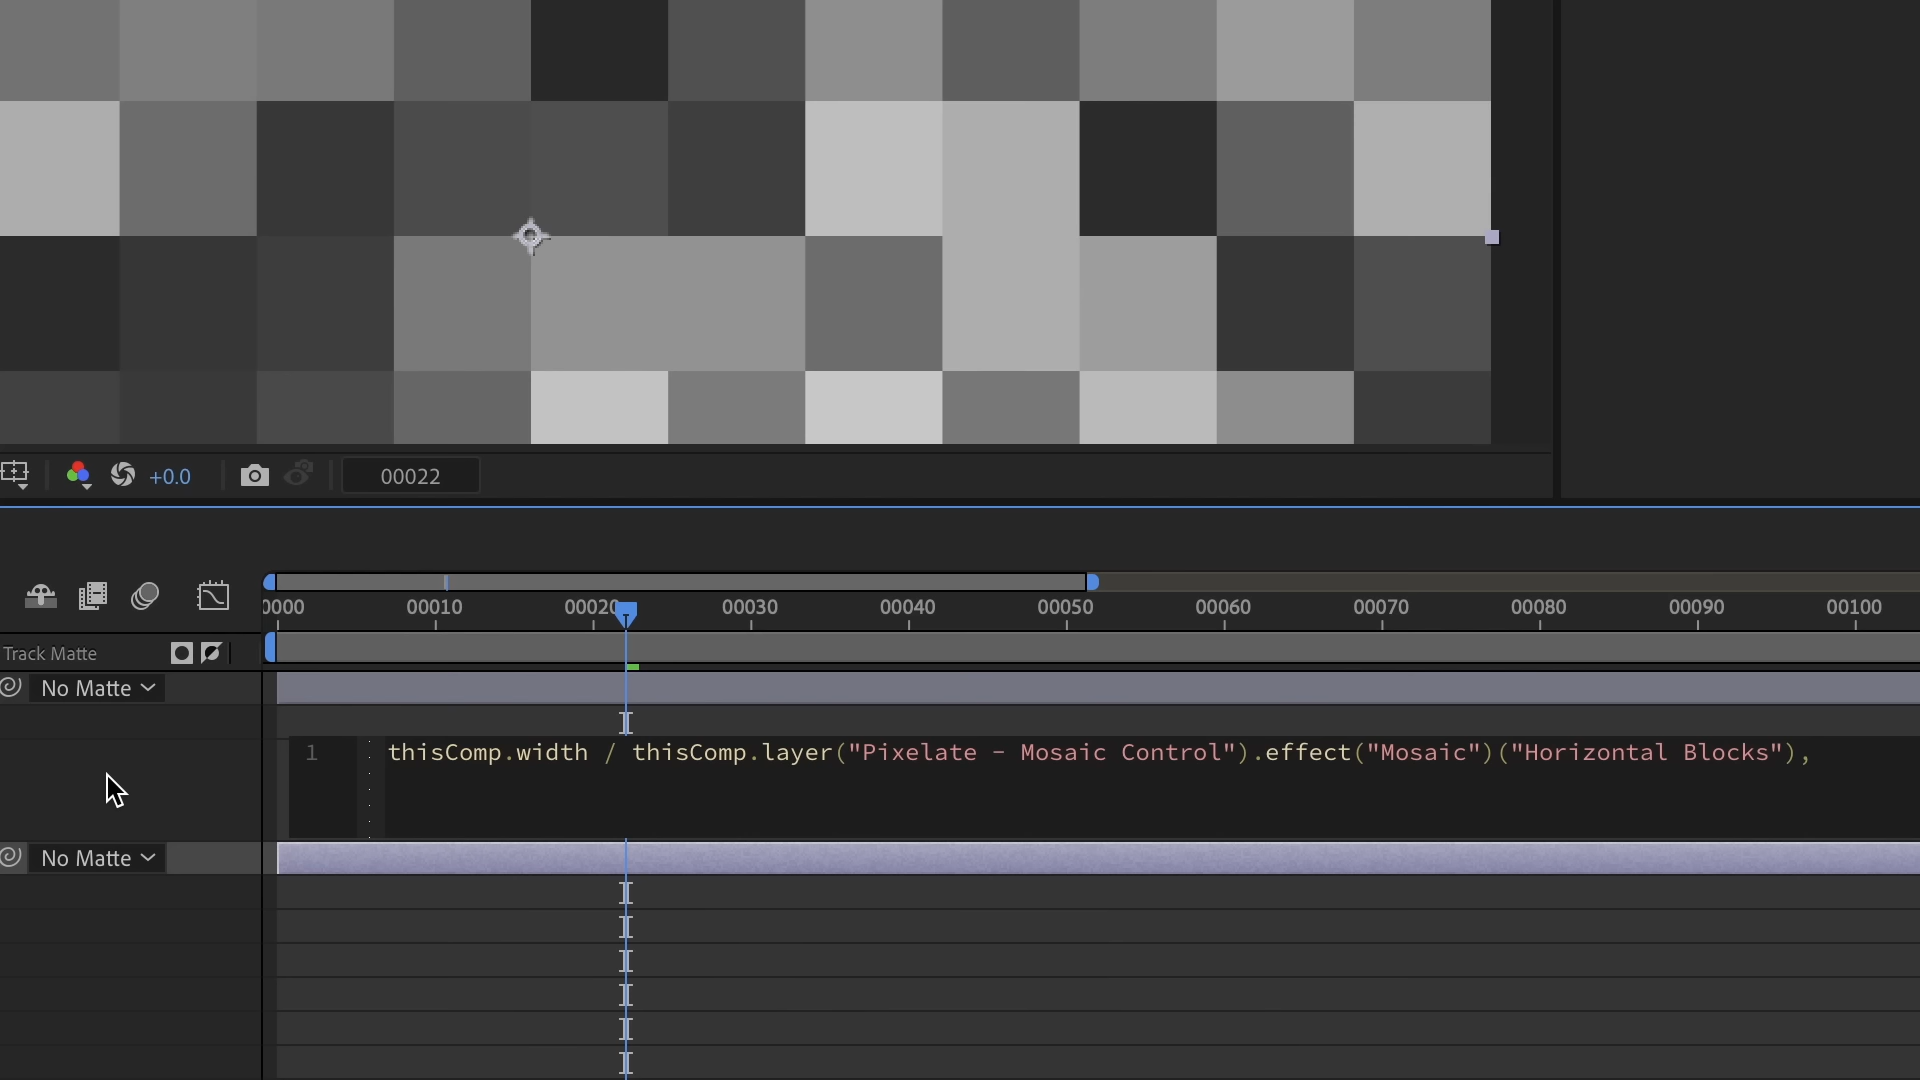 +0.0 00022
0000 00010 00020 00030 00040 00050 00060 00070 00080 00090 00100
Track Matte
No Matte
1 thisComp.width / thisComp.layer("Pixelate - Mosaic Control").effect("Mosaic")("Horizontal Blocks"),
No Matte